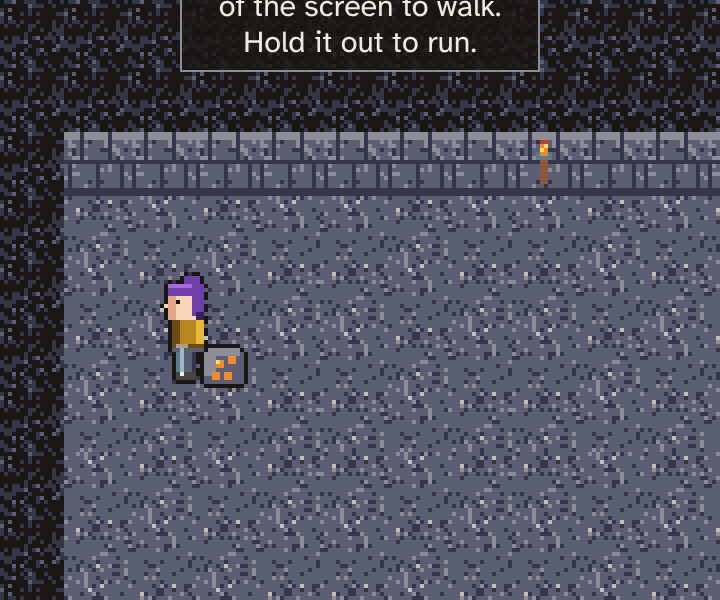 of the screen to walk.
Hold it out to run.